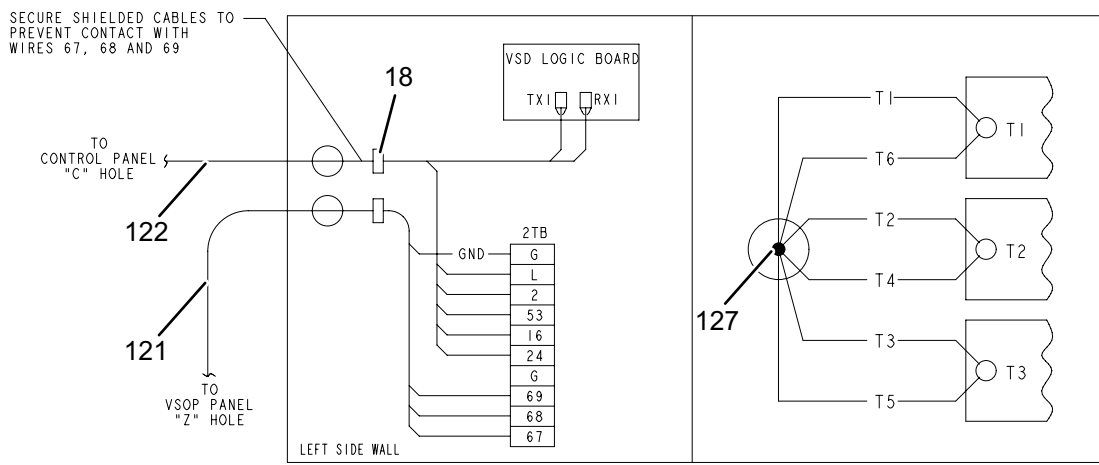 SECURE SHIELDED CABLES TO
PREVENT CONTACT WITH
WIRES 67, 68 AND 69
18
VSD LOGIC BOARD
TX1
RX1
TO
CONTROL PANEL
"C" HOLE
122
121
TO
VSOP PANEL
"Z" HOLE
2TB
GND
G
L
2
53
16
24
G
69
68
67
LEFT SIDE WALL
T1
T6
T1
T2
T4
T2
127
T3
T5
T3